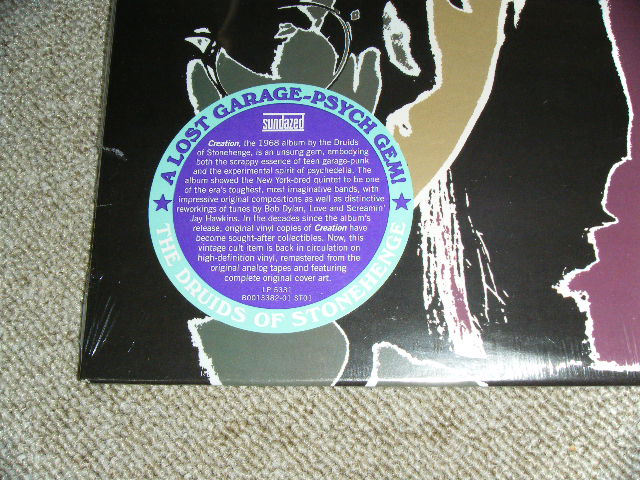 A LOST GARAGE-PSYCH GEM!
sundazed
Creation, the 1968 album by the Druids
of Stonehenge, is an unsung gem, embodying
both the scrappy essence of teen garage-punk
and the experimental spirit of psychedelia. The
album showed the New York-bred quintet to be one
of the era's toughest, most imaginative bands, with
impressive original compositions as well as distinctive
reworkings of tunes by Bob Dylan, Love and Screamin'
Jay Hawkins. In the decades since the album's
release, original vinyl copies of Creation have
become sought-after collectibles. Now, this
vintage cult item is back in circulation on
high-definition vinyl, remastered from the
original analog tapes and featuring
complete original cover art.
LP 5331
B0013382-01 ST01
THE DRUIDS OF STONEHENGE